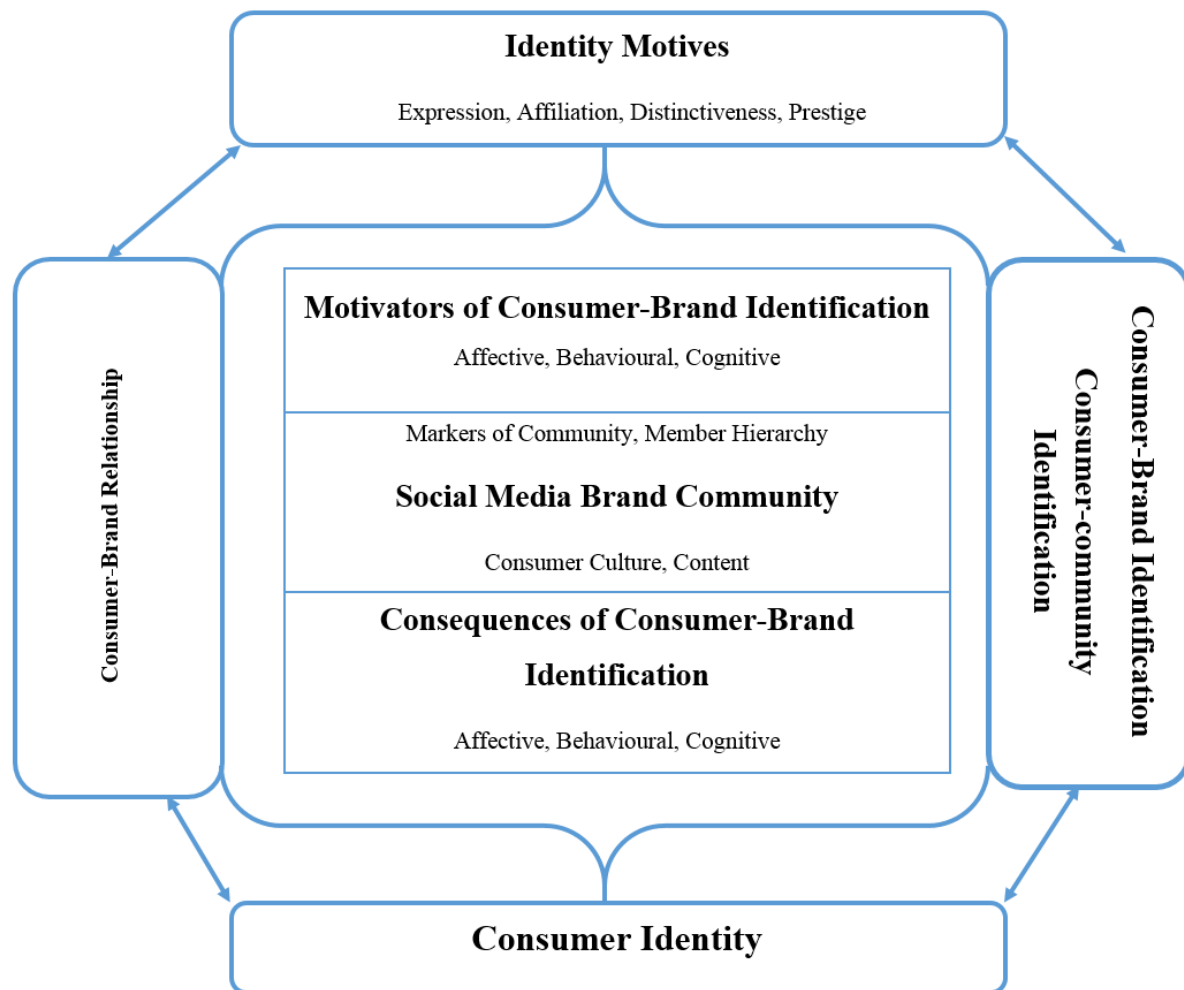 Identity Motives
Expression, Affiliation, Distinctiveness, Prestige
Consumer-Brand Relationship
Motivators of Consumer-Brand Identification
Affective, Behavioural, Cognitive
Markers of Community, Member Hierarchy
Social Media Brand Community
Consumer Culture, Content
Consequences of Consumer-Brand
Identification
Affective, Behavioural, Cognitive
Consumer-Brand Identification
Consumer-community
Identification
Consumer Identity